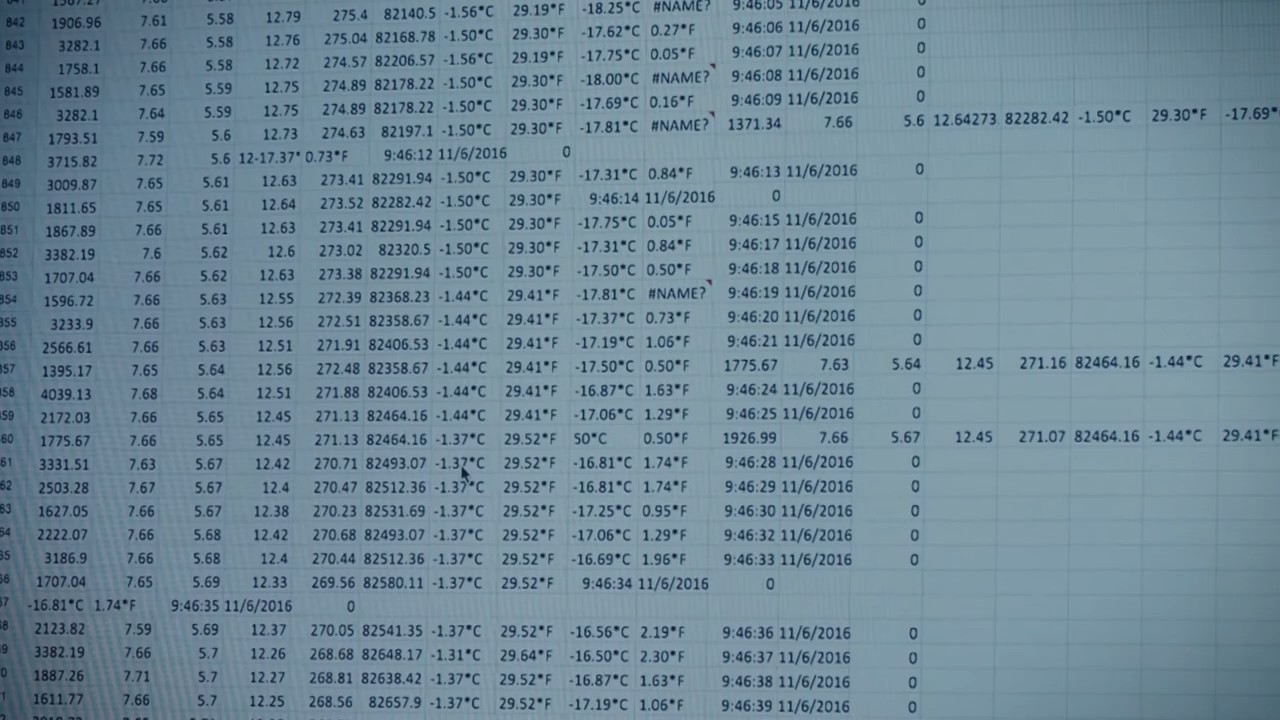 -1.56*C 29.19*F -18.25*C #NAME? 9:46:05 11/6/2016 0
842 1906.96 7.61 5.58 12.79 275.4 82140.5
843 3282.1 7.66 5.58 12.76 275.04 82168.78 -1.50*C 29.30*F -17.62*C 0.27*F 9:46:06 11/6/2016 0
844 1758.1 7.66 5.58 12.72 274.57 82206.57 -1.56*C 29.19*F -17.75*C 0.05*F 9:46:07 11/6/2016 0
845 1581.89 7.65 5.59 12.75 274.89 82178.22 -1.50*C 29.30*F -18.00*C #NAME? 9:46:08 11/6/2016 0
846 3282.1 7.64 5.59 12.75 274.89 82178.22 -1.50*C 29.30*F -17.69*C 0.16*F 9:46:09 11/6/2016 0
847 1793.51 7.59 5.6 12.73 274.63 82197.1 -1.50*C 29.30*F -17.81*C #NAME? 1371.34 7.66 5.6 12.64273 82282.42 -1.50*C 29.30*F -17.69*
848 3715.82 7.72 5.6 12-17.37* 0.73*F 9:46:12 11/6/2016 0
849 3009.87 7.65 5.61 12.63 273.41 82291.94 -1.50*C 29.30*F -17.31*C 0.84*F 9:46:13 11/6/2016 0
850 1811.65 7.65 5.61 12.64 273.52 82282.42 -1.50*C 29.30*F 9:46:14 11/6/2016 0
851 1867.89 7.66 5.61 12.63 273.41 82291.94 -1.50*C 29.30*F -17.75*C 0.05*F 9:46:15 11/6/2016 0
852 3382.19 7.6 5.62 12.6 273.02 82320.5 -1.50*C 29.30*F -17.31*C 0.84*F 9:46:17 11/6/2016 0
853 1707.04 7.66 5.62 12.63 273.38 82291.94 -1.50*C 29.30*F -17.50*C 0.50*F 9:46:18 11/6/2016 0
854 1596.72 7.66 5.63 12.55 272.39 82368.23 -1.44*C 29.41*F -17.81*C #NAME? 9:46:19 11/6/2016 0
855 3233.9 7.66 5.63 12.56 272.51 82358.67 -1.44*C 29.41*F -17.37*C 0.73*F 9:46:20 11/6/2016 0
856 2566.61 7.66 5.63 12.51 271.91 82406.53 -1.44*C 29.41*F -17.19*C 1.06*F 9:46:21 11/6/2016 0
57 1395.17 7.65 5.64 12.56 272.48 82358.67 -1.44*C 29.41*F -17.50*C 0.50*F 1775.67 7.63 5.64 12.45 271.16 82464.16 -1.44*C 29.41*F
58 4039.13 7.68 5.64 12.51 271.88 82406.53 -1.44*C 29.41*F -16.87*C 1.63*F 9:46:24 11/6/2016 0
59 2172.03 7.66 5.65 12.45 271.13 82464.16 -1.44*C 29.41*F -17.06*C 1.29*F 9:46:25 11/6/2016 0
60 1775.67 7.66 5.65 12.45 271.13 82464.16 -1.37*C 29.52*F 50*C 0.50*F 1926.99 7.66 5.67 12.45 271.07 82464.16 -1.44*C 29.41*F
61 3331.51 7.63 5.67 12.42 270.71 82493.07 -1.37*C 29.52*F -16.81*C 1.74*F 9:46:28 11/6/2016 0
62 2503.28 7.67 5.67 12.4 270.47 82512.36 -1.37*C 29.52*F -16.81*C 1.74*F 9:46:29 11/6/2016 0
63 1627.05 7.66 5.67 12.38 270.23 82531.69 -1.37*C 29.52*F -17.25*C 0.95*F 9:46:30 11/6/2016 0
64 2222.07 7.66 5.68 12.42 270.68 82493.07 -1.37*C 29.52*F -17.06*C 1.29*F 9:46:32 11/6/2016 0
65 3186.9 7.66 5.68 12.4 270.44 82512.36 -1.37*C 29.52*F -16.69*C 1.96*F 9:46:33 11/6/2016 0
66 1707.04 7.65 5.69 12.33 269.56 82580.11 -1.37*C 29.52*F 9:46:34 11/6/2016 0
7 -16.81*C 1.74*F 9:46:35 11/6/2016 0
8 2123.82 7.59 5.69 12.37 270.05 82541.35 -1.37*C 29.52*F -16.56*C 2.19*F 9:46:36 11/6/2016 0
9 3382.19 7.66 5.7 12.26 268.68 82648.17 -1.31*C 29.64*F -16.50*C 2.30*F 9:46:37 11/6/2016 0
0 1887.26 7.71 5.7 12.27 268.81 82638.42 -1.37*C 29.52*F -16.87*C 1.63*F 9:46:38 11/6/2016 0
1 1611.77 7.66 5.7 12.25 268.56 82657.9 -1.37*C 29.52*F -17.19*C 1.06*F 9:46:39 11/6/2016 0